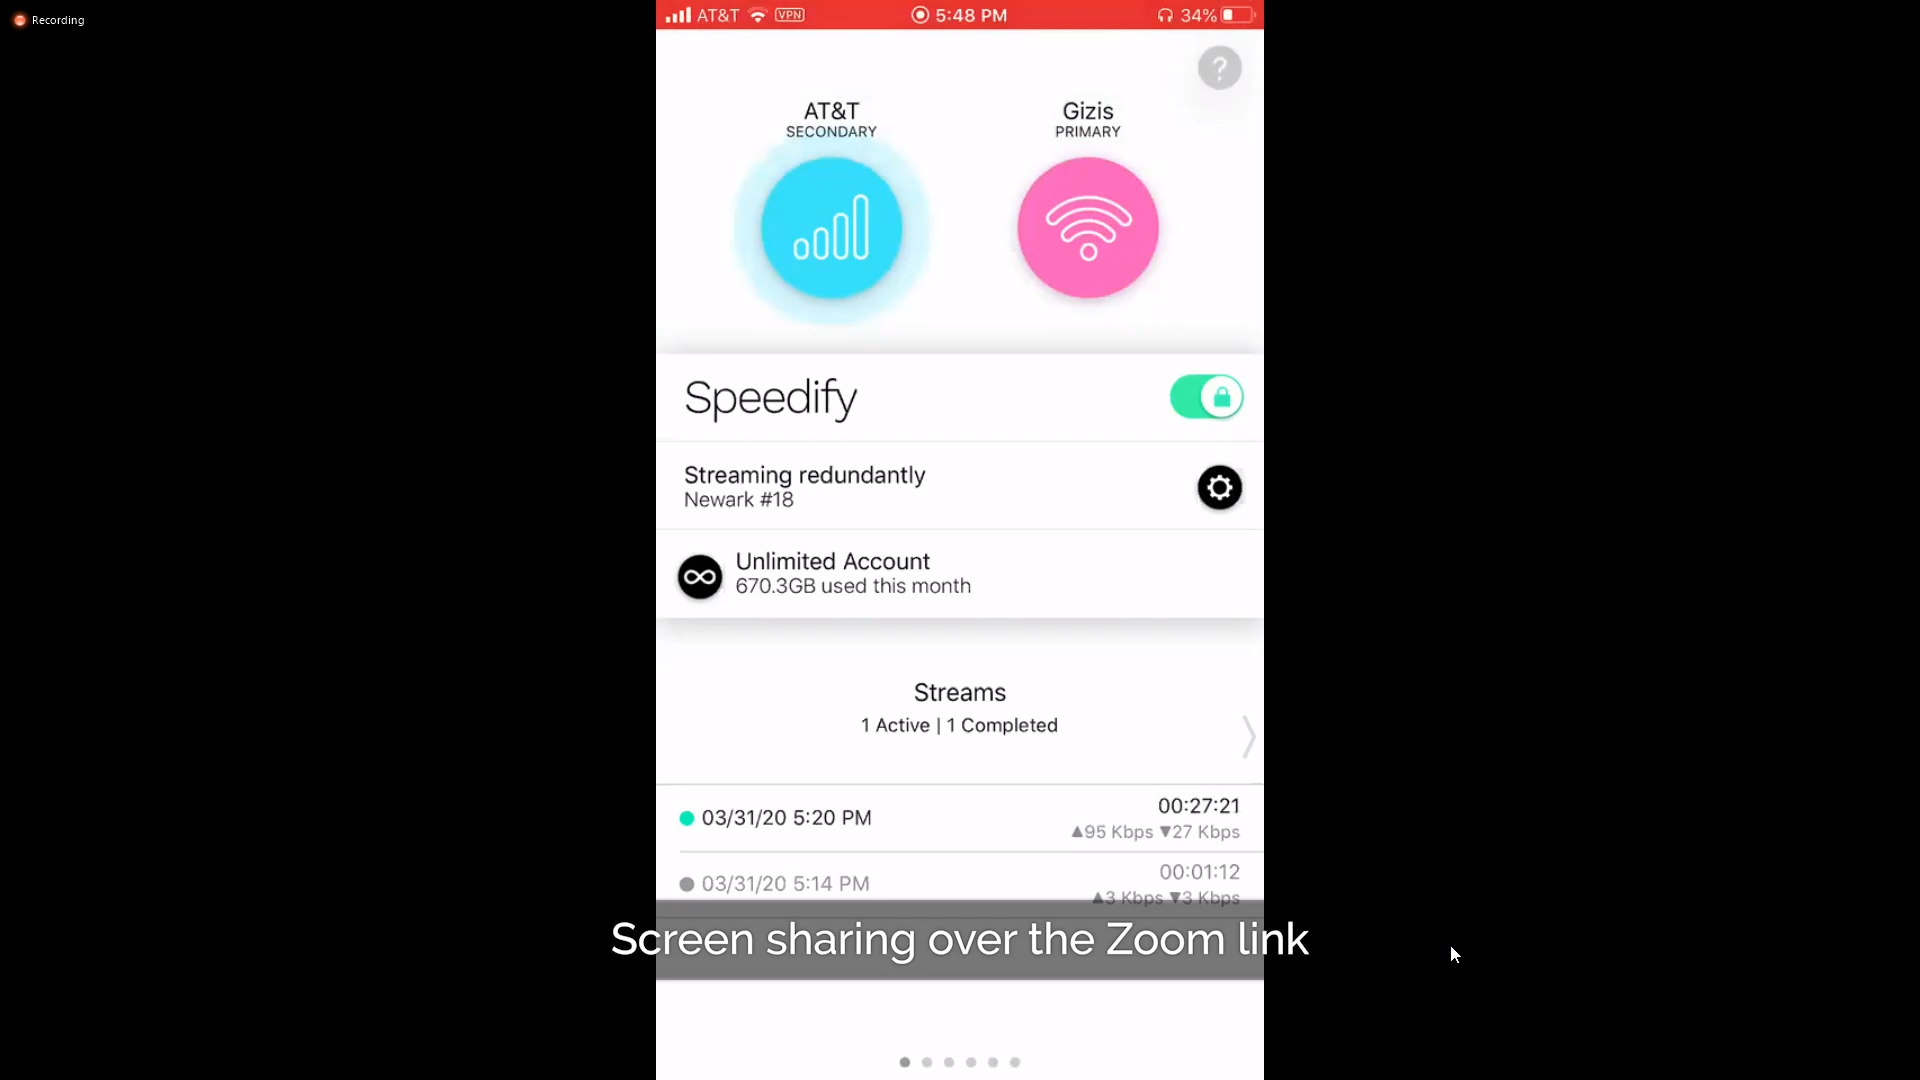 Recording
AT&T VPN 5:48 PM 34%
?
AT&T
SECONDARY
Gizis
PRIMARY
Speedify
Streaming redundantly
Newark #18
Unlimited Account
670.3GB used this month
Streams
1 Active | 1 Completed
03/31/20 5:20 PM 00:27:21
▲95 Kbps ▼27 Kbps
03/31/20 5:14 PM 00:01:12
▲3 Kbps ▼3 Kbps
Screen sharing over the Zoom link